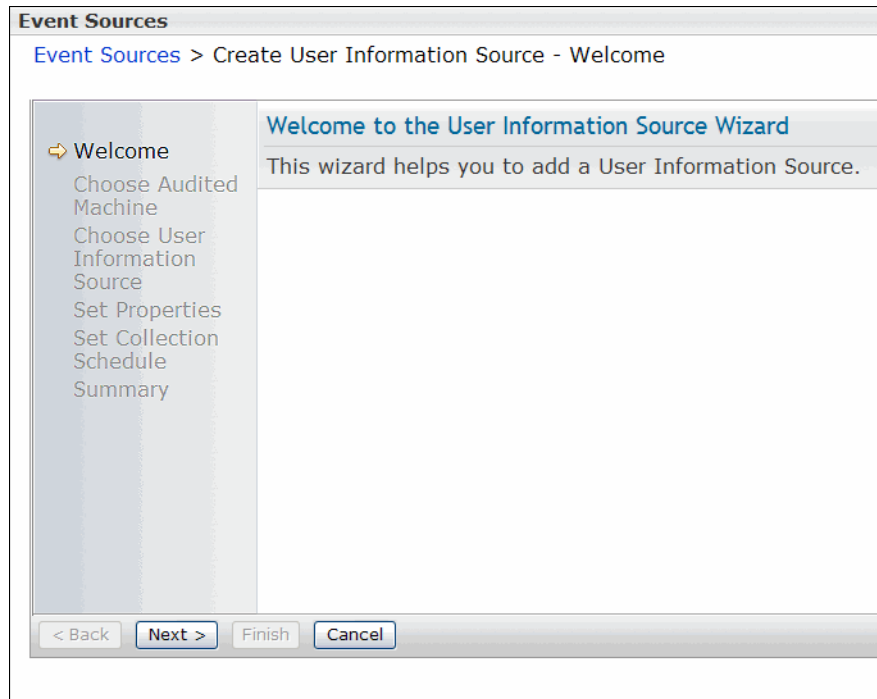 Event Sources
Event Sources > Create User Information Source - Welcome
Welcome
Choose Audited
Machine
Choose User
Information
Source
Set Properties
Set Collection
Schedule
Summary
Welcome to the User Information Source Wizard
This wizard helps you to add a User Information Source.
< Back Next > Finish Cancel